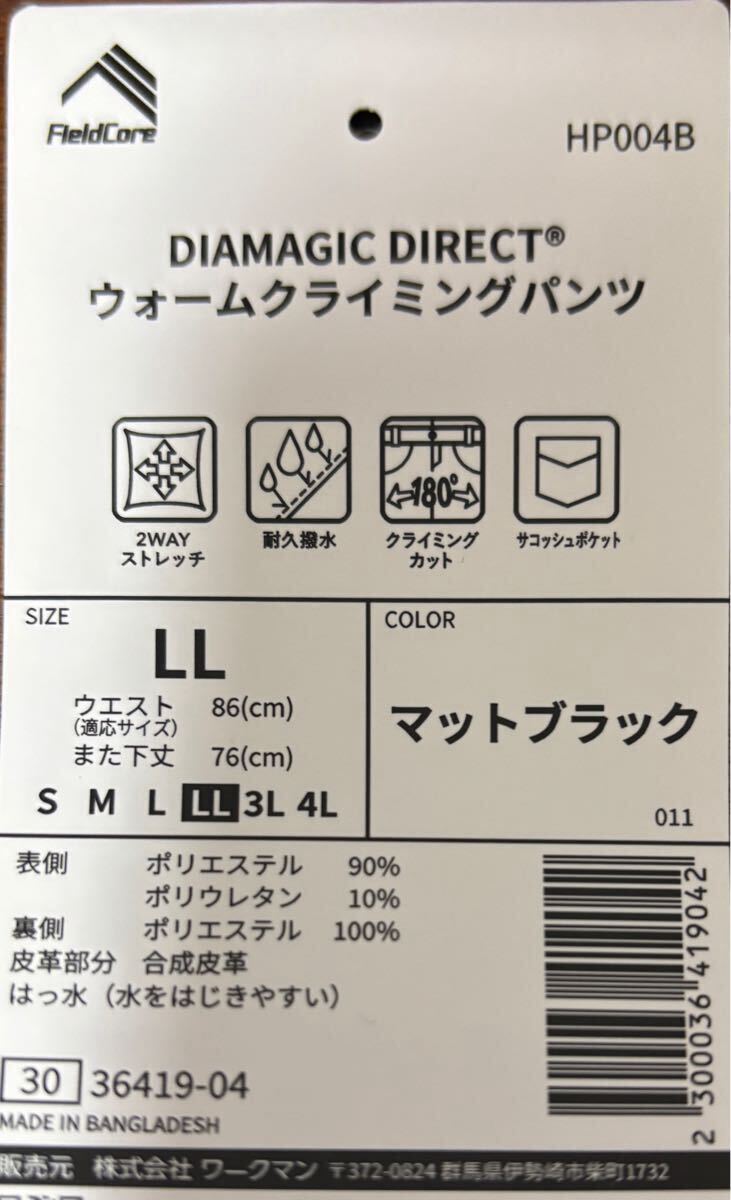 FieldCore
HP004B
DIAMAGIC DIRECT®
ウォームクライミングパンツ
180°
2WAY
ストレッチ
耐久撥水
クライミング
カット
サコッシュポケット
SIZE
LL
ウエスト 86(cm)
(適応サイズ)
また下丈 76(cm)
S M L LL 3L 4L
COLOR
マットブラック
011
表側 ポリエステル 90%
ポリウレタン 10%
裏側 ポリエステル 100%
皮革部分 合成皮革
はっ水（水をはじきやすい）
2 300036 419042
30 36419-04
MADE IN BANGLADESH
販売元 株式会社 ワークマン 〒372-0824 群馬県伊勢崎市柴町1732